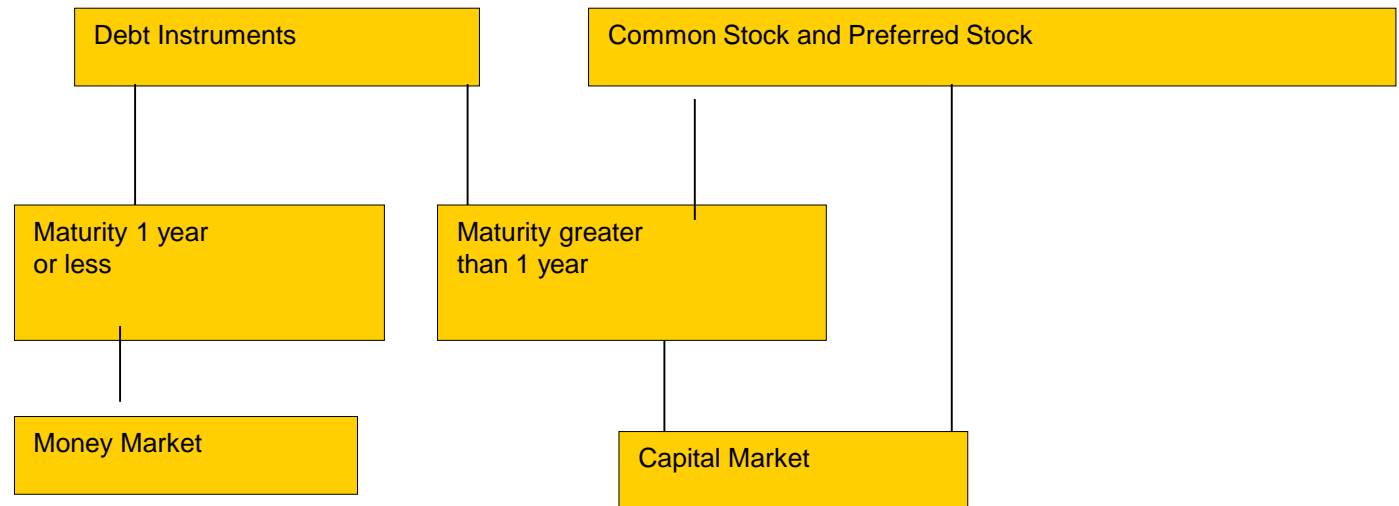 Debt Instruments
Common Stock and Preferred Stock
Maturity 1 year
or less
Maturity greater
than 1 year
Money Market
Capital Market